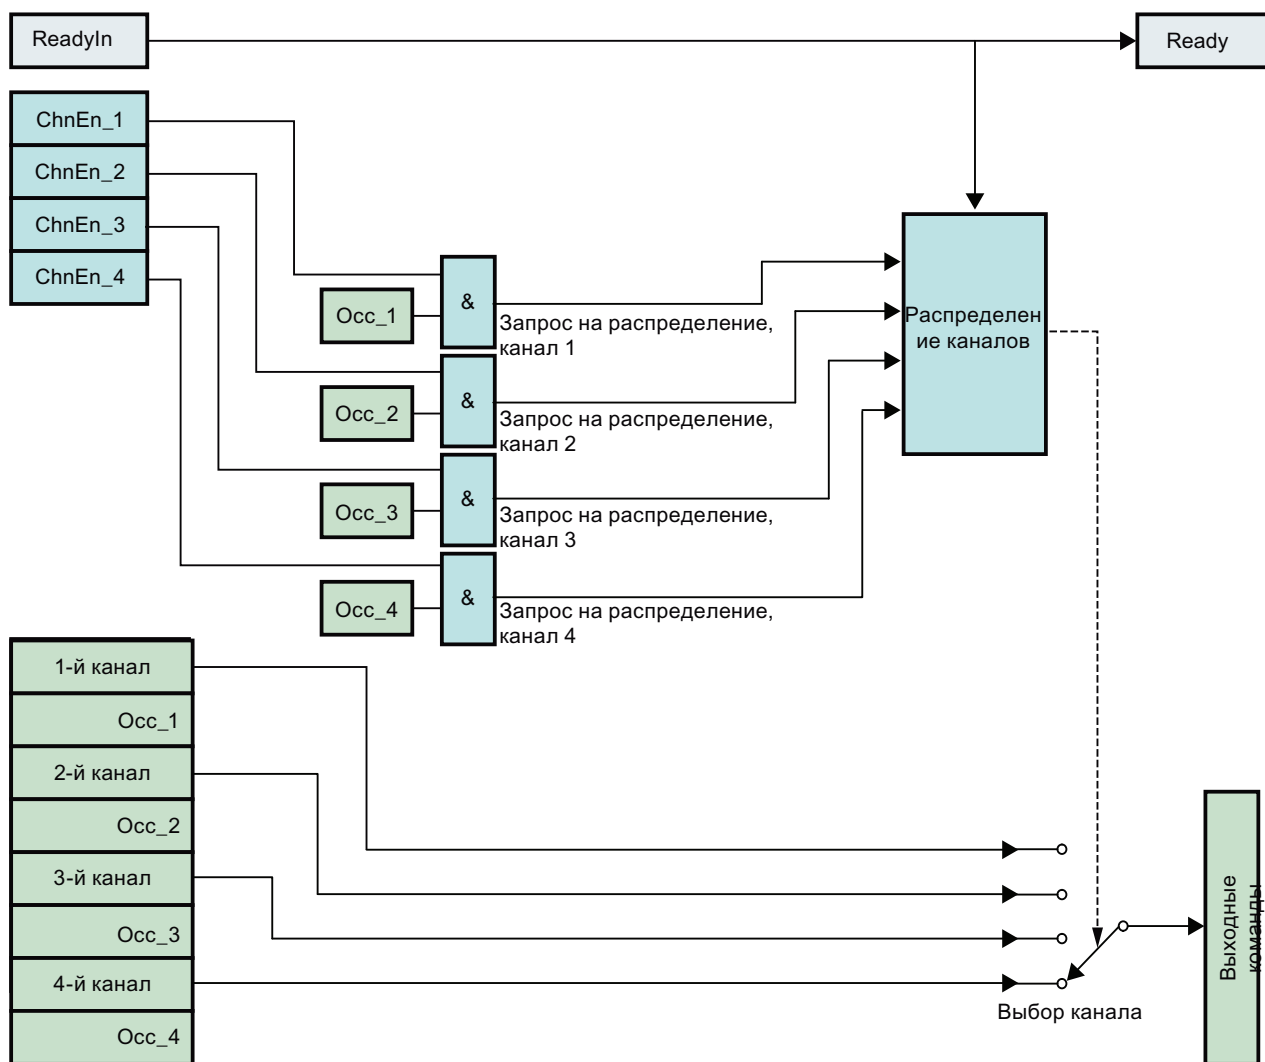 ReadyIn
Ready
ChnEn_1
ChnEn_2
ChnEn_3
ChnEn_4
Occ_1
&
Запрос на распределение,
канал 1
Occ_2
&
Запрос на распределение,
канал 2
Occ_3
&
Запрос на распределение,
канал 3
Occ_4
&
Запрос на распределение,
канал 4
Распределен
ие каналов
1-й канал
Occ_1
2-й канал
Occ_2
3-й канал
Occ_3
4-й канал
Occ_4
Выбор канала
Выходные
команды